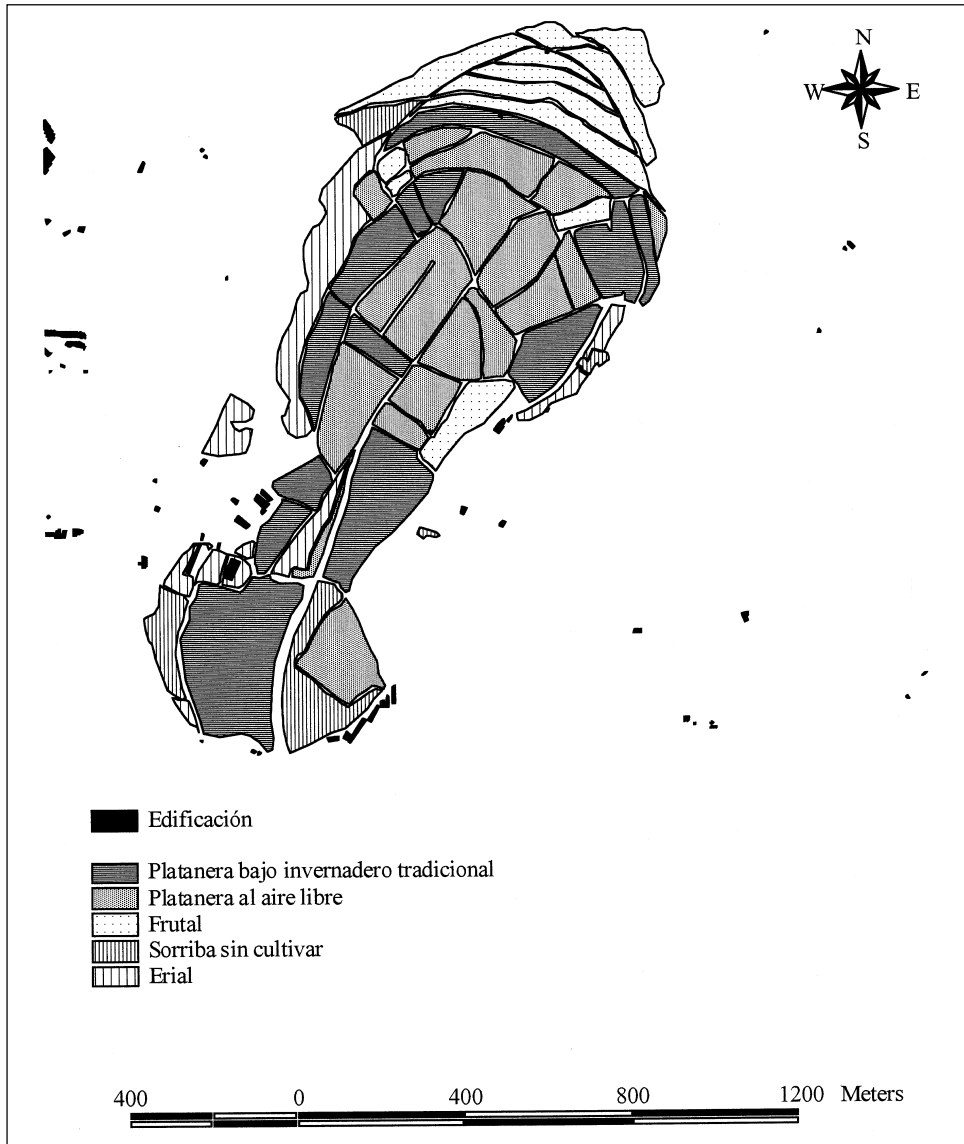 N
W E
S
Edificación
Platanera bajo invernadero tradicional
Platanera al aire libre
Frutal
Sorriba sin cultivar
Erial
400 0 400 800 1200 Meters